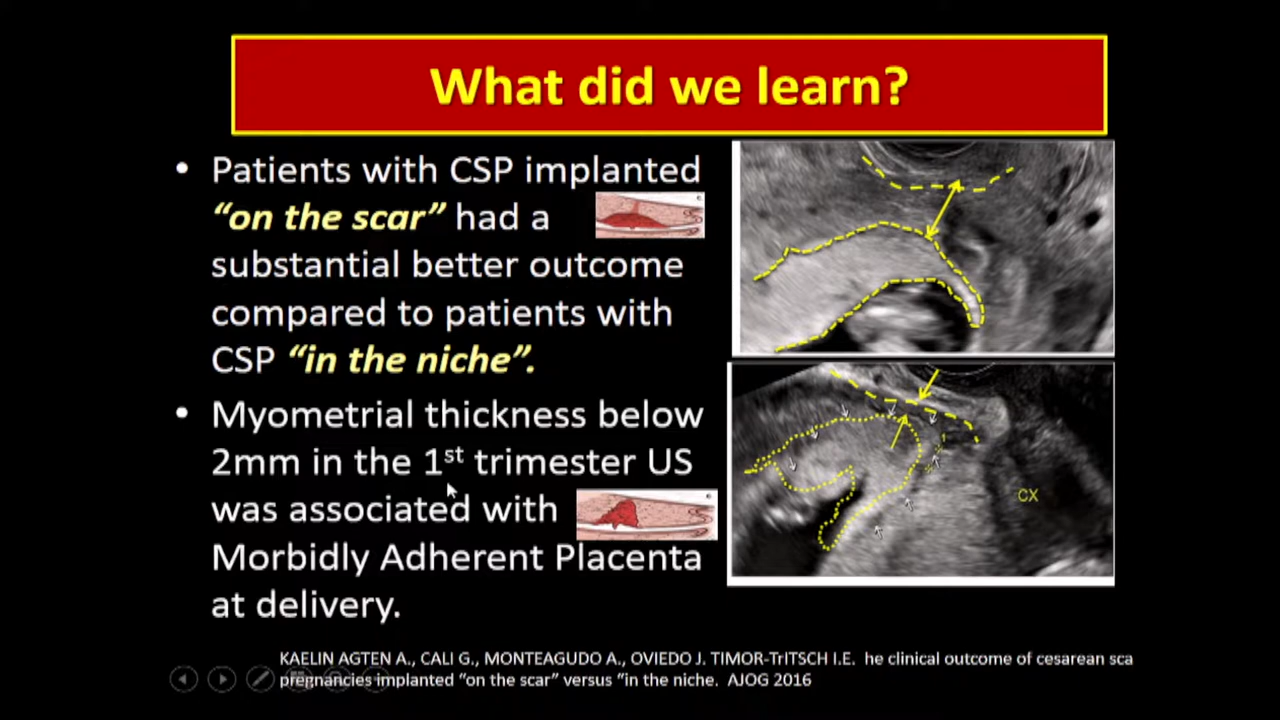 What did we learn?
• Patients with CSP implanted
“on the scar” had a
substantial better outcome
compared to patients with
CSP “in the niche”.
• Myometrial thickness below
2mm in the 1st trimester US
was associated with
Morbidly Adherent Placenta
at delivery.
CX
KAELIN AGTEN A., CALI G., MONTEAGUDO A., OVIEDO J. TIMOR-TrITSCH I.E. he clinical outcome of cesarean sca
pregnancies implanted “on the scar” versus “in the niche. AJOG 2016